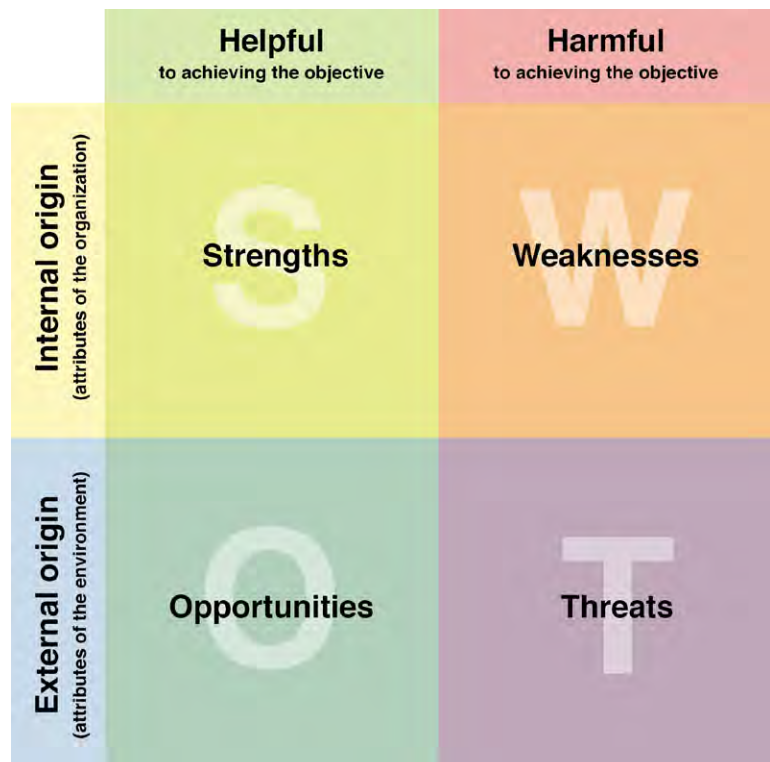 Helpful
to achieving the objective
Harmful
to achieving the objective
Internal origin
(attributes of the organization)
S
Strengths
W
Weaknesses
External origin
(attributes of the environment)
O
Opportunities
T
Threats